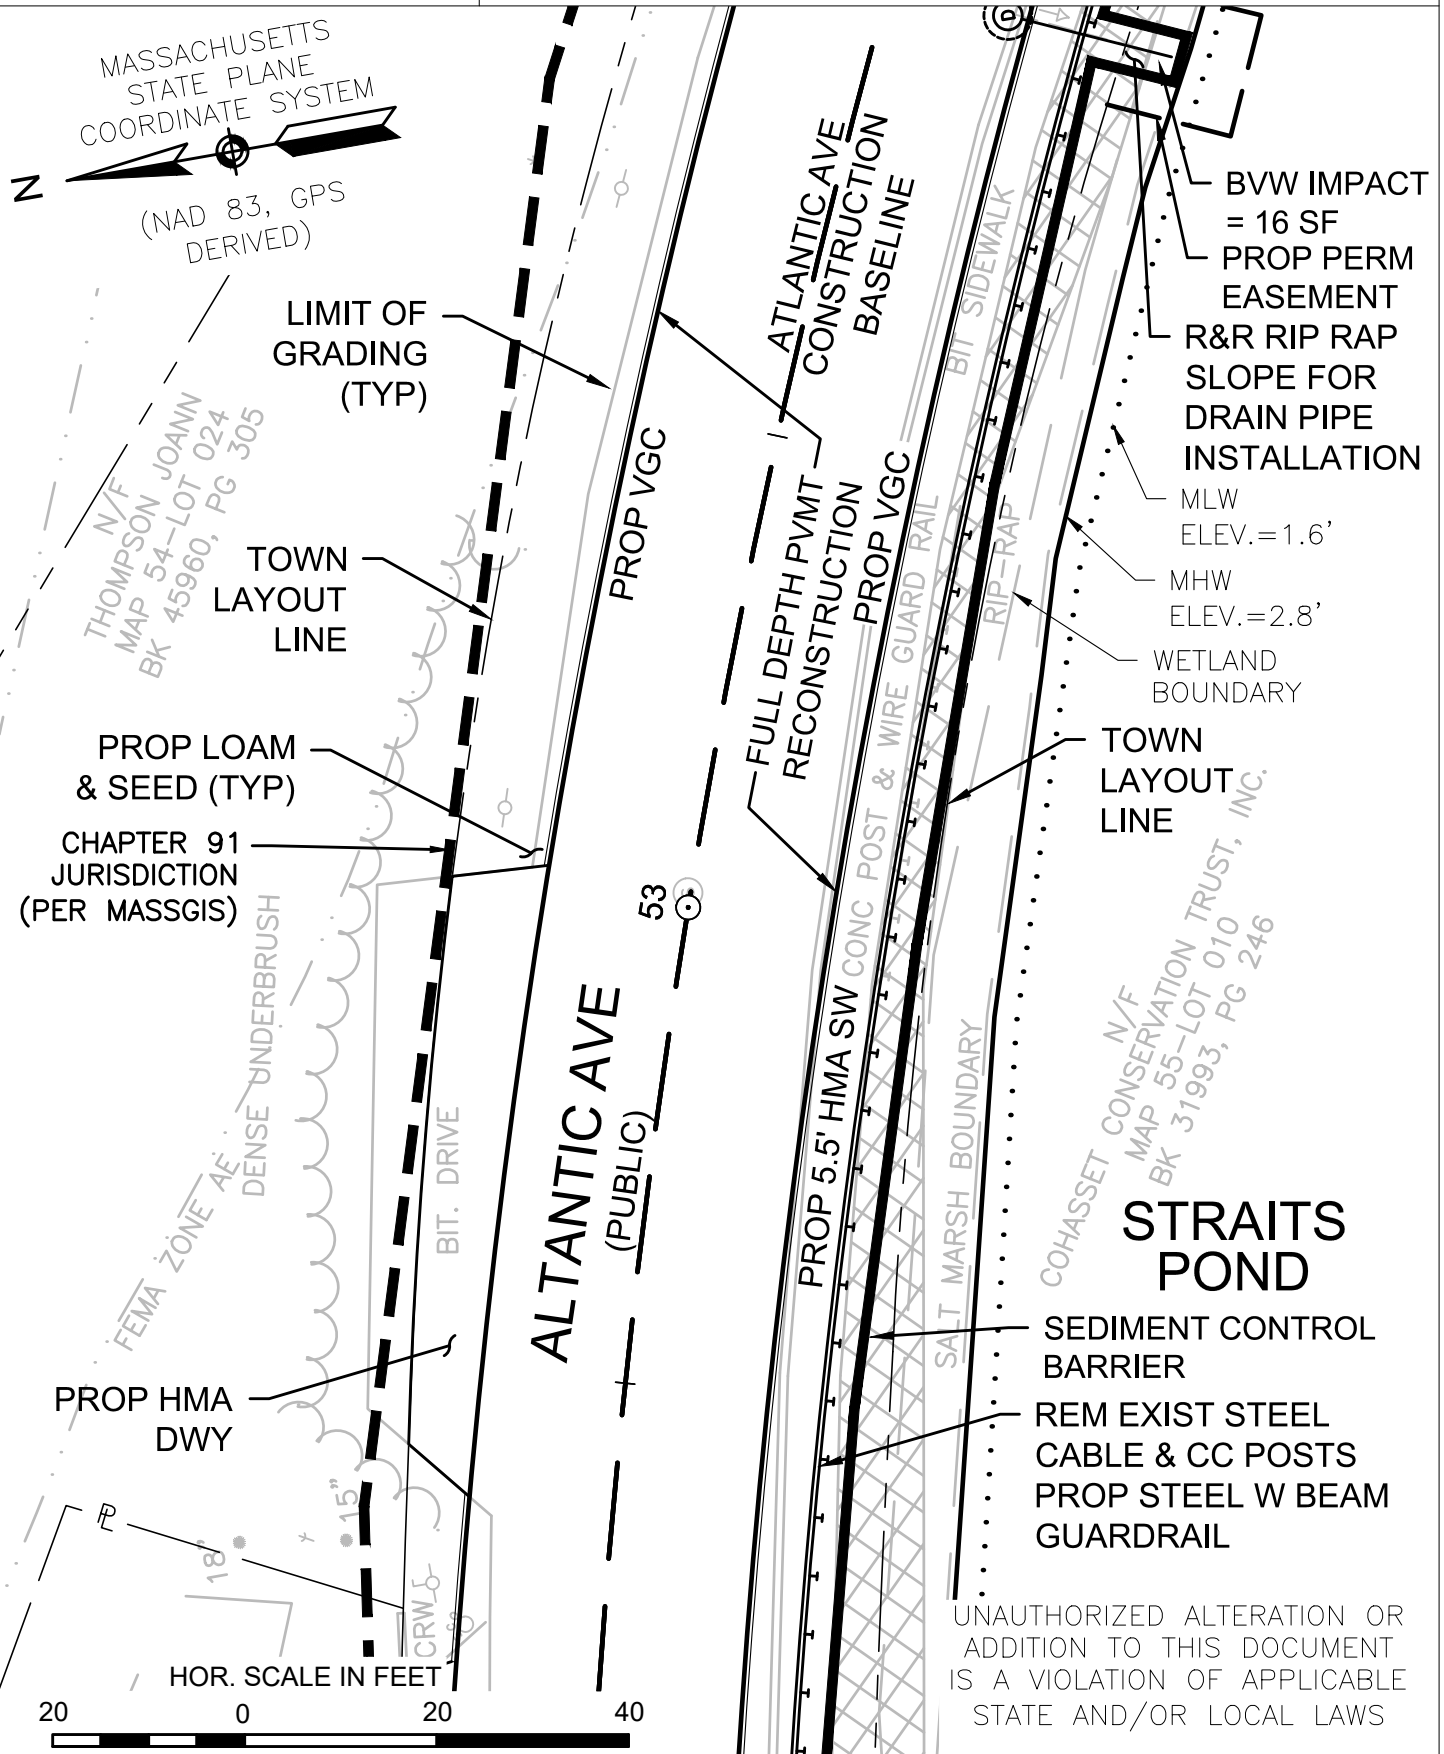 MASSACHUSETTS
STATE PLANE
COORDINATE SYSTEM
N
(NAD 83, GPS
DERIVED)
LIMIT OF
GRADING
(TYP)
N/F
THOMPSON JOANN
MAP 54-LOT 024
BK 45960, PG 305
TOWN
LAYOUT
LINE
PROP LOAM
& SEED (TYP)
CHAPTER 91
JURISDICTION
(PER MASSGIS)
DENSE UNDERBRUSH
FEMA ZONE AE
BIT. DRIVE
PROP HMA
DWY
PL
18"
15"
CRW
PROP VGC
ATLANTIC AVE
CONSTRUCTION
BASELINE
FULL DEPTH PVMT
RECONSTRUCTION
PROP VGC
53
ALTANTIC AVE
(PUBLIC)
PROP 5.5' HMA SW
CONC POST & WIRE GUARD RAIL
BIT SIDEWALK
RIP-RAP
SALT MARSH BOUNDARY
D
BVW IMPACT
= 16 SF
PROP PERM
EASEMENT
R&R RIP RAP
SLOPE FOR
DRAIN PIPE
INSTALLATION
MLW
ELEV.=1.6'
MHW
ELEV.=2.8'
WETLAND
BOUNDARY
TOWN
LAYOUT
LINE
N/F
COHASSET CONSERVATION TRUST, INC.
MAP 55-LOT 010
BK 31993, PG 246
STRAITS
POND
SEDIMENT CONTROL
BARRIER
REM EXIST STEEL
CABLE & CC POSTS
PROP STEEL W BEAM
GUARDRAIL
UNAUTHORIZED ALTERATION OR
ADDITION TO THIS DOCUMENT
IS A VIOLATION OF APPLICABLE
STATE AND/OR LOCAL LAWS
HOR. SCALE IN FEET
20 0 20 40